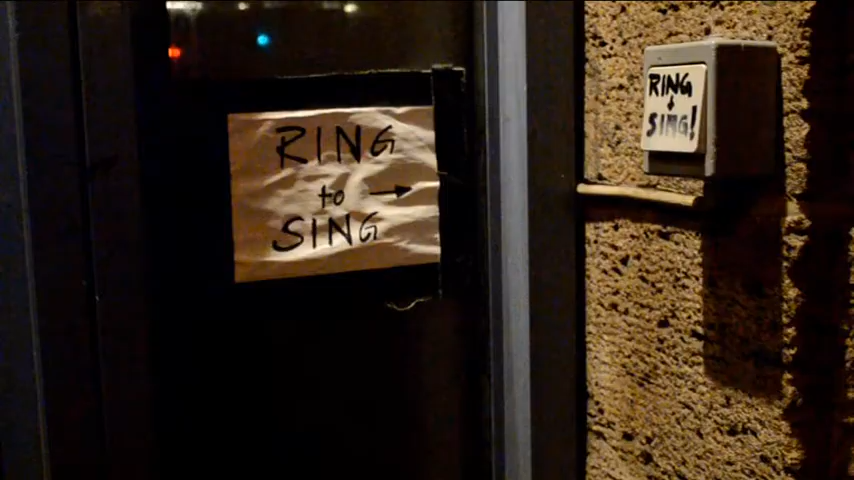 RING
to →
SING
RING
+
SING!